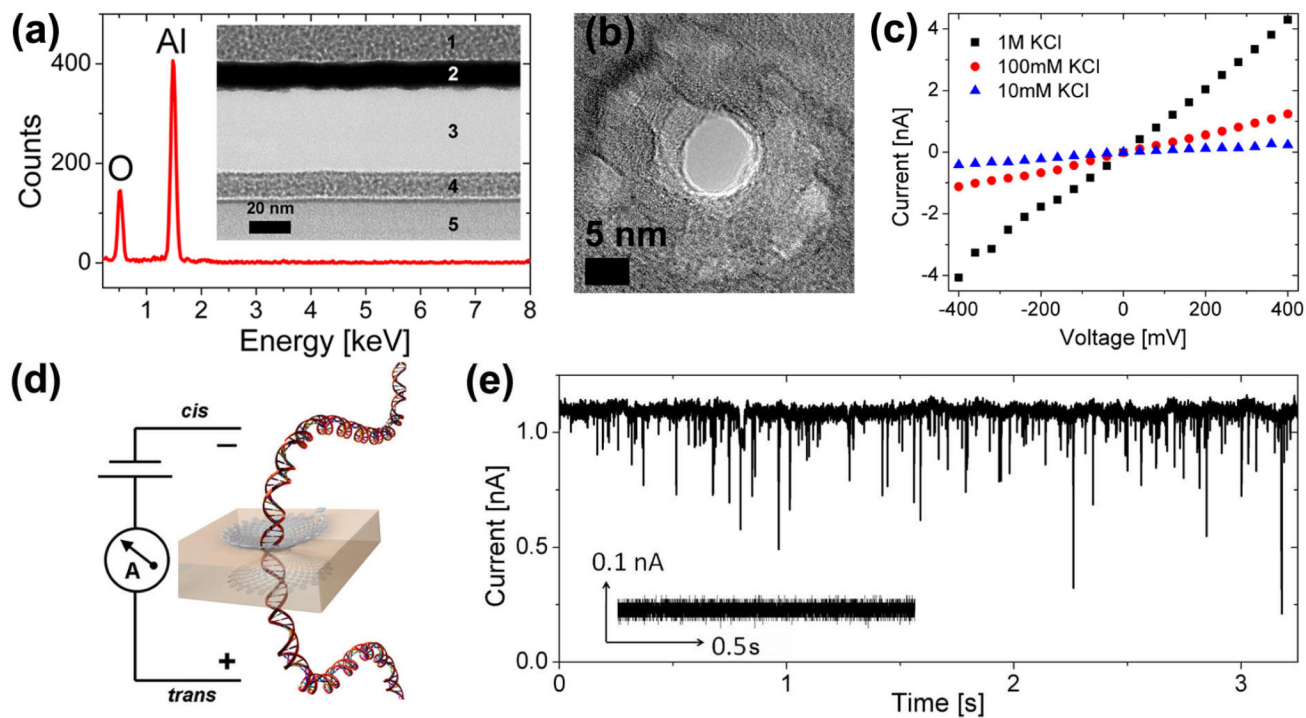 (a)
Al
O
400
200
0
Counts
1
2
3
4
5
20 nm
1 2 3 4 5 6 7 8
Energy [keV]
(b)
5 nm
(c)
1M KCl
100mM KCl
10mM KCl
4
2
0
-2
-4
Current [nA]
-400 -200 0 200 400
Voltage [mV]
(d)
cis
−
A
+
trans
(e)
1.0
0.5
0.0
Current [nA]
0.1 nA
0.5s
0 1 2 3
Time [s]